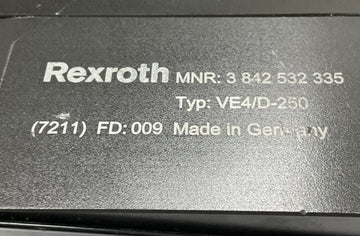 Rexroth MNR: 3 842 532 335
Typ: VE4/D-250
(7211) FD: 009 Made in Germany